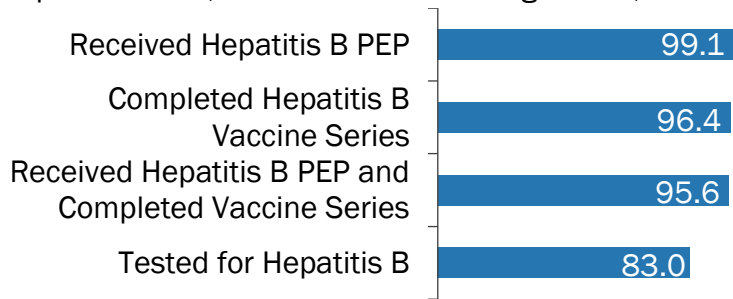 Received Hepatitis B PEP 99.1
Completed Hepatitis B
Vaccine Series 96.4
Received Hepatitis B PEP and
Completed Vaccine Series 95.6
Tested for Hepatitis B 83.0